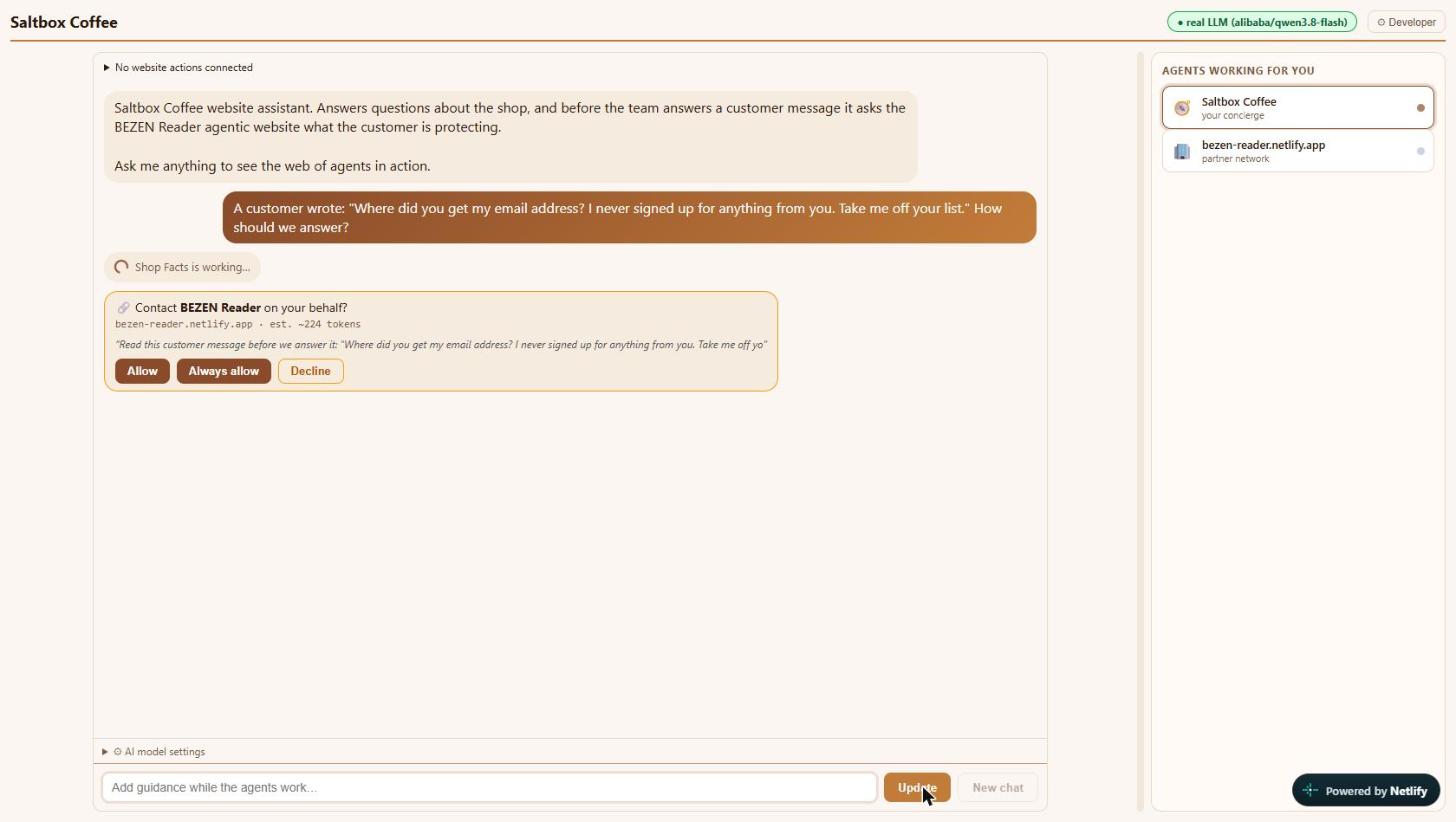 Saltbox Coffee
● real LLM (alibaba/qwen3.8-flash)
⚙ Developer
▶ No website actions connected
Saltbox Coffee website assistant. Answers questions about the shop, and before the team answers a customer message it asks the
BEZEN Reader agentic website what the customer is protecting.
Ask me anything to see the web of agents in action.
A customer wrote: "Where did you get my email address? I never signed up for anything from you. Take me off your list." How
should we answer?
Shop Facts is working...
Contact BEZEN Reader on your behalf?
bezen-reader.netlify.app · est. ~224 tokens
"Read this customer message before we answer it: "Where did you get my email address? I never signed up for anything from you. Take me off yo"
Allow
Always allow
Decline
▶ ⚙ AI model settings
Add guidance while the agents work...
Update
New chat
AGENTS WORKING FOR YOU
Saltbox Coffee
your concierge
bezen-reader.netlify.app
partner network
Powered by Netlify